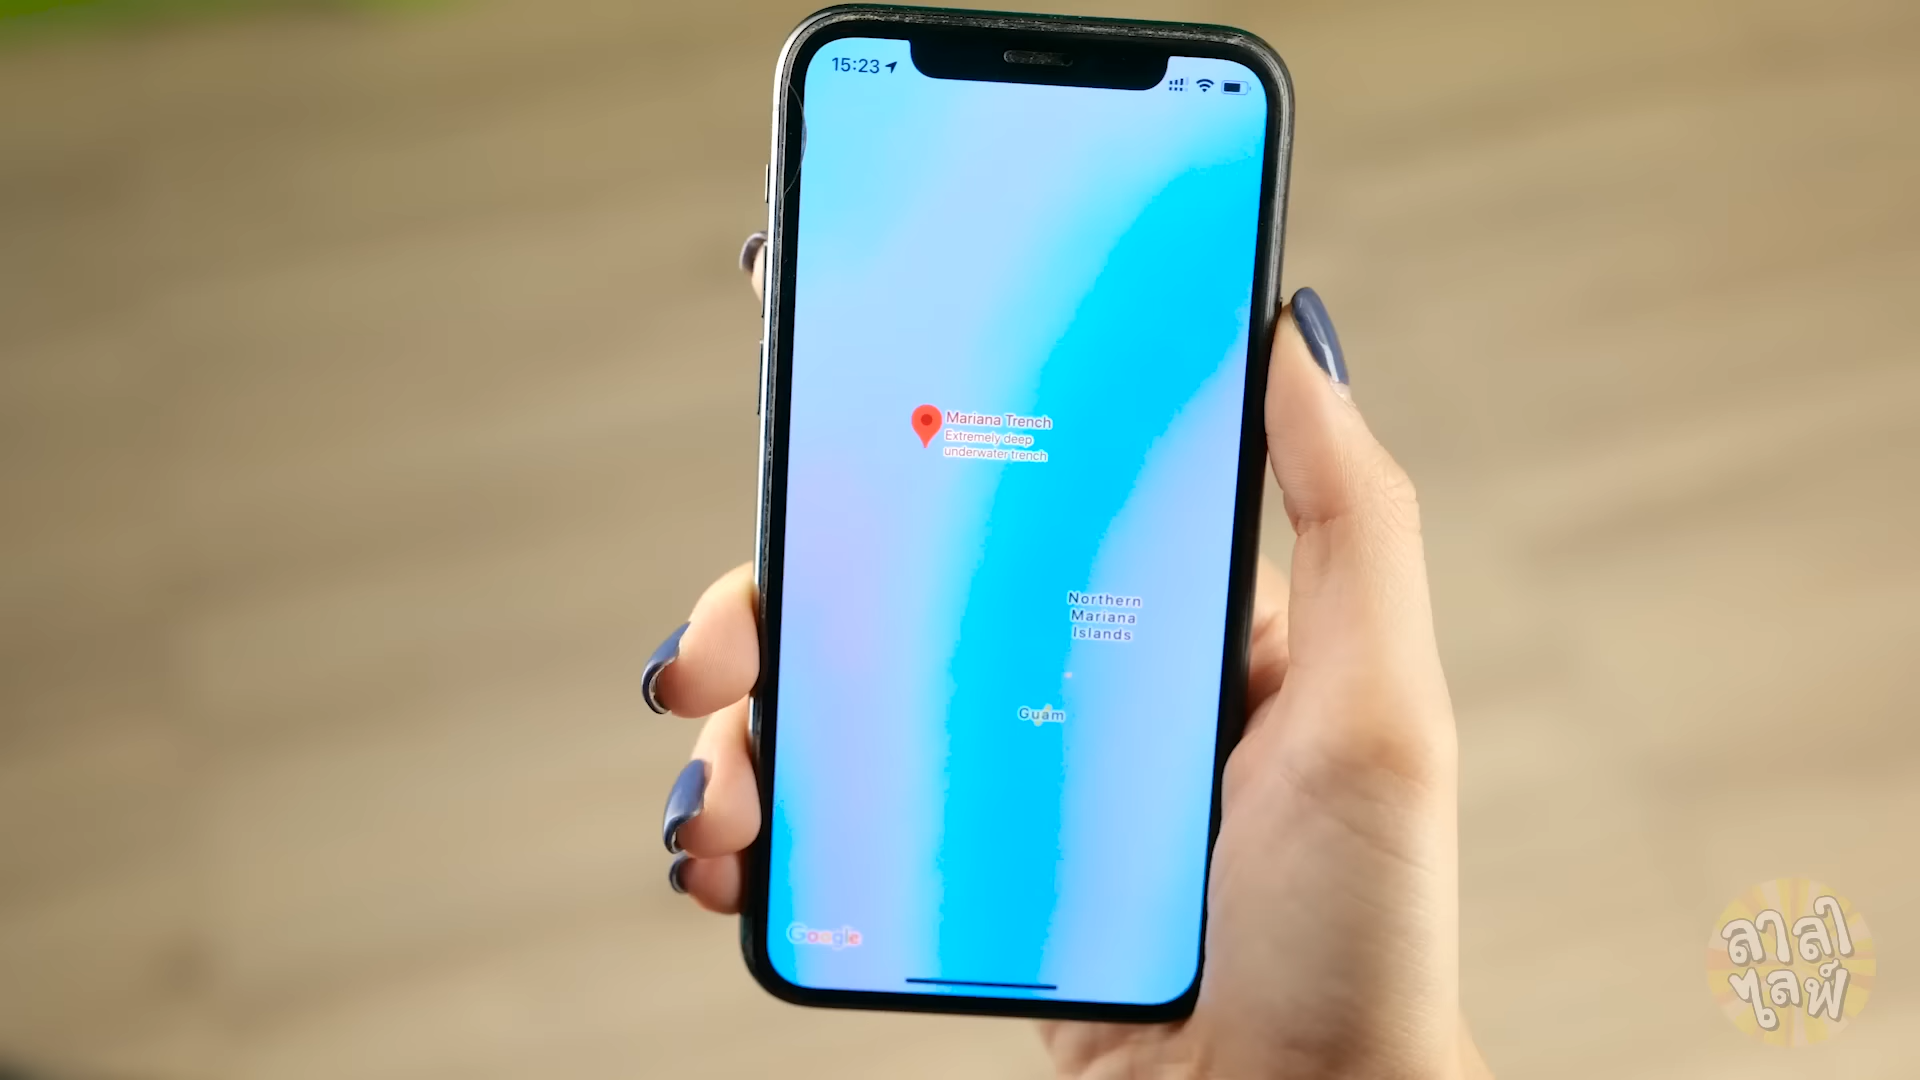 15:23
Mariana Trench
Extremely deep
underwater trench
Northern
Mariana
Islands
Guam
Google
ลาลา
ไลฟ์